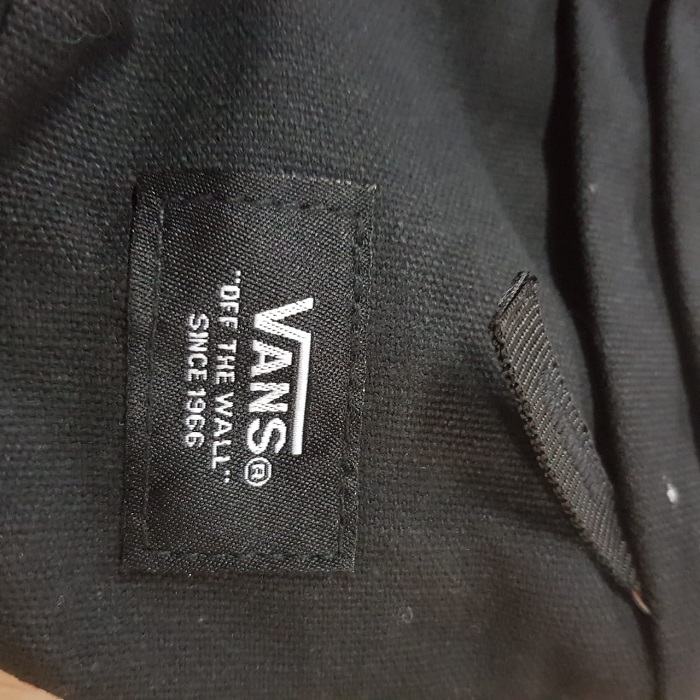 VANS®
"OFF THE WALL"
SINCE 1966